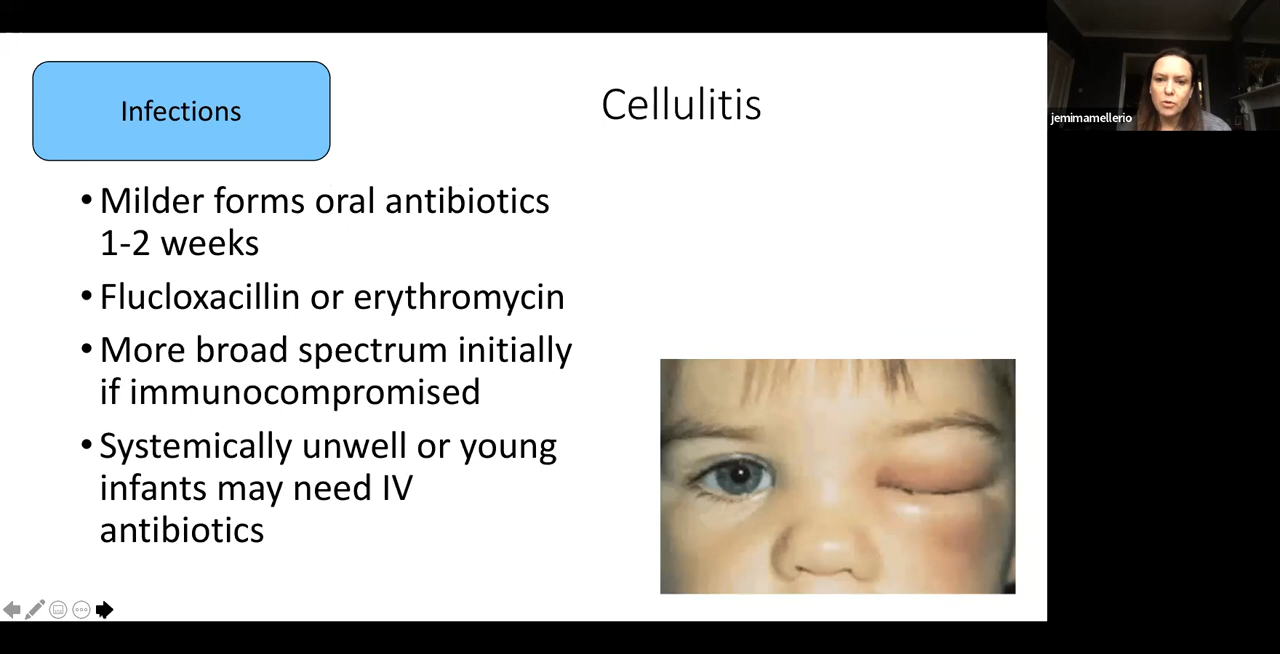 Infections
Cellulitis
jemimamellerio
•Milder forms oral antibiotics
1-2 weeks
•Flucloxacillin or erythromycin
•More broad spectrum initially
if immunocompromised
•Systemically unwell or young
infants may need IV
antibiotics